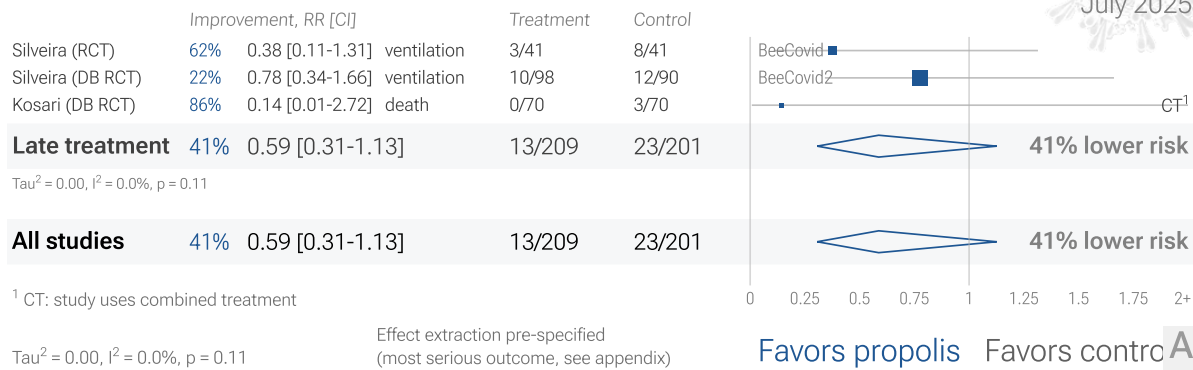 July 2025
Improvement, RR [CI] Treatment Control
Silveira (RCT) 62% 0.38 [0.11-1.31] ventilation 3/41 8/41 BeeCovid
Silveira (DB RCT) 22% 0.78 [0.34-1.66] ventilation 10/98 12/90 BeeCovid2
Kosari (DB RCT) 86% 0.14 [0.01-2.72] death 0/70 3/70 CT¹
Late treatment 41% 0.59 [0.31-1.13] 13/209 23/201 41% lower risk
Tau² = 0.00, I² = 0.0%, p = 0.11
All studies 41% 0.59 [0.31-1.13] 13/209 23/201 41% lower risk
¹ CT: study uses combined treatment
0 0.25 0.5 0.75 1 1.25 1.5 1.75 2+
Effect extraction pre-specified
Tau² = 0.00, I² = 0.0%, p = 0.11 (most serious outcome, see appendix) Favors propolis Favors contro A